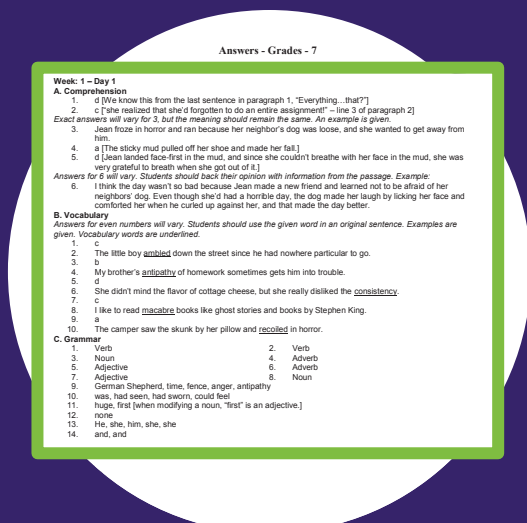 Answers - Grades - 7
Week: 1 – Day 1
A. Comprehension
1. d [We know this from the last sentence in paragraph 1, “Everything…that?”]
2. c [“she realized that she’d forgotten to do an entire assignment!” – line 3 of paragraph 2]
Exact answers will vary for 3, but the meaning should remain the same. An example is given.
3. Jean froze in horror and ran because her neighbor’s dog was loose, and she wanted to get away from
him.
4. a [The sticky mud pulled off her shoe and made her fall.]
5. d [Jean landed face-first in the mud, and since she couldn’t breathe with her face in the mud, she was
very grateful to breath when she got out of it.]
Answers for 6 will vary. Students should back their opinion with information from the passage. Example:
6. I think the day wasn’t so bad because Jean made a new friend and learned not to be afraid of her
neighbors’ dog. Even though she’d had a horrible day, the dog made her laugh by licking her face and
comforted her when he curled up against her, and that made the day better.
B. Vocabulary
Answers for even numbers will vary. Students should use the given word in an original sentence. Examples are
given. Vocabulary words are underlined.
1. c
2. The little boy ambled down the street since he had nowhere particular to go.
3. b
4. My brother’s antipathy of homework sometimes gets him into trouble.
5. d
6. She didn’t mind the flavor of cottage cheese, but she really disliked the consistency.
7. c
8. I like to read macabre books like ghost stories and books by Stephen King.
9. a
10. The camper saw the skunk by her pillow and recoiled in horror.
C. Grammar
1. Verb 2. Verb
3. Noun 4. Adverb
5. Adjective 6. Adverb
7. Adjective 8. Noun
9. German Shepherd, time, fence, anger, antipathy
10. was, had seen, had sworn, could feel
11. huge, first [when modifying a noun, “first” is an adjective.]
12. none
13. He, she, him, she, she
14. and, and